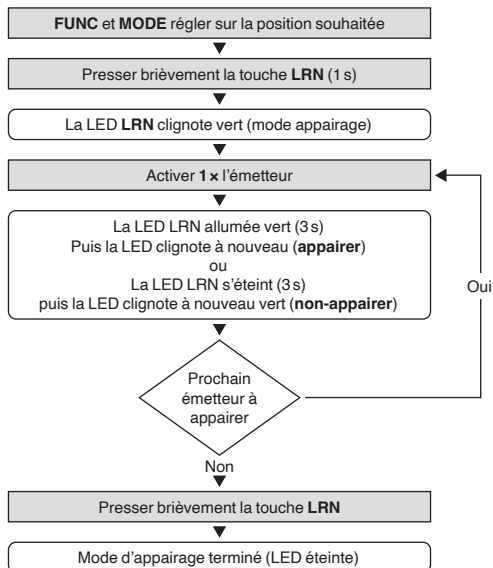 FUNC et MODE régler sur la position souhaitée
Presser brièvement la touche LRN (1 s)
La LED LRN clignote vert (mode appairage)
Activer 1 × l'émetteur
La LED LRN allumée vert (3 s)
Puis la LED clignote à nouveau (appairer)
ou
La LED LRN s'éteint (3 s)
puis la LED clignote à nouveau vert (non-appairer)
Oui
Prochain
émetteur à
appairer
Non
Presser brièvement la touche LRN
Mode d'appairage terminé (LED éteinte)